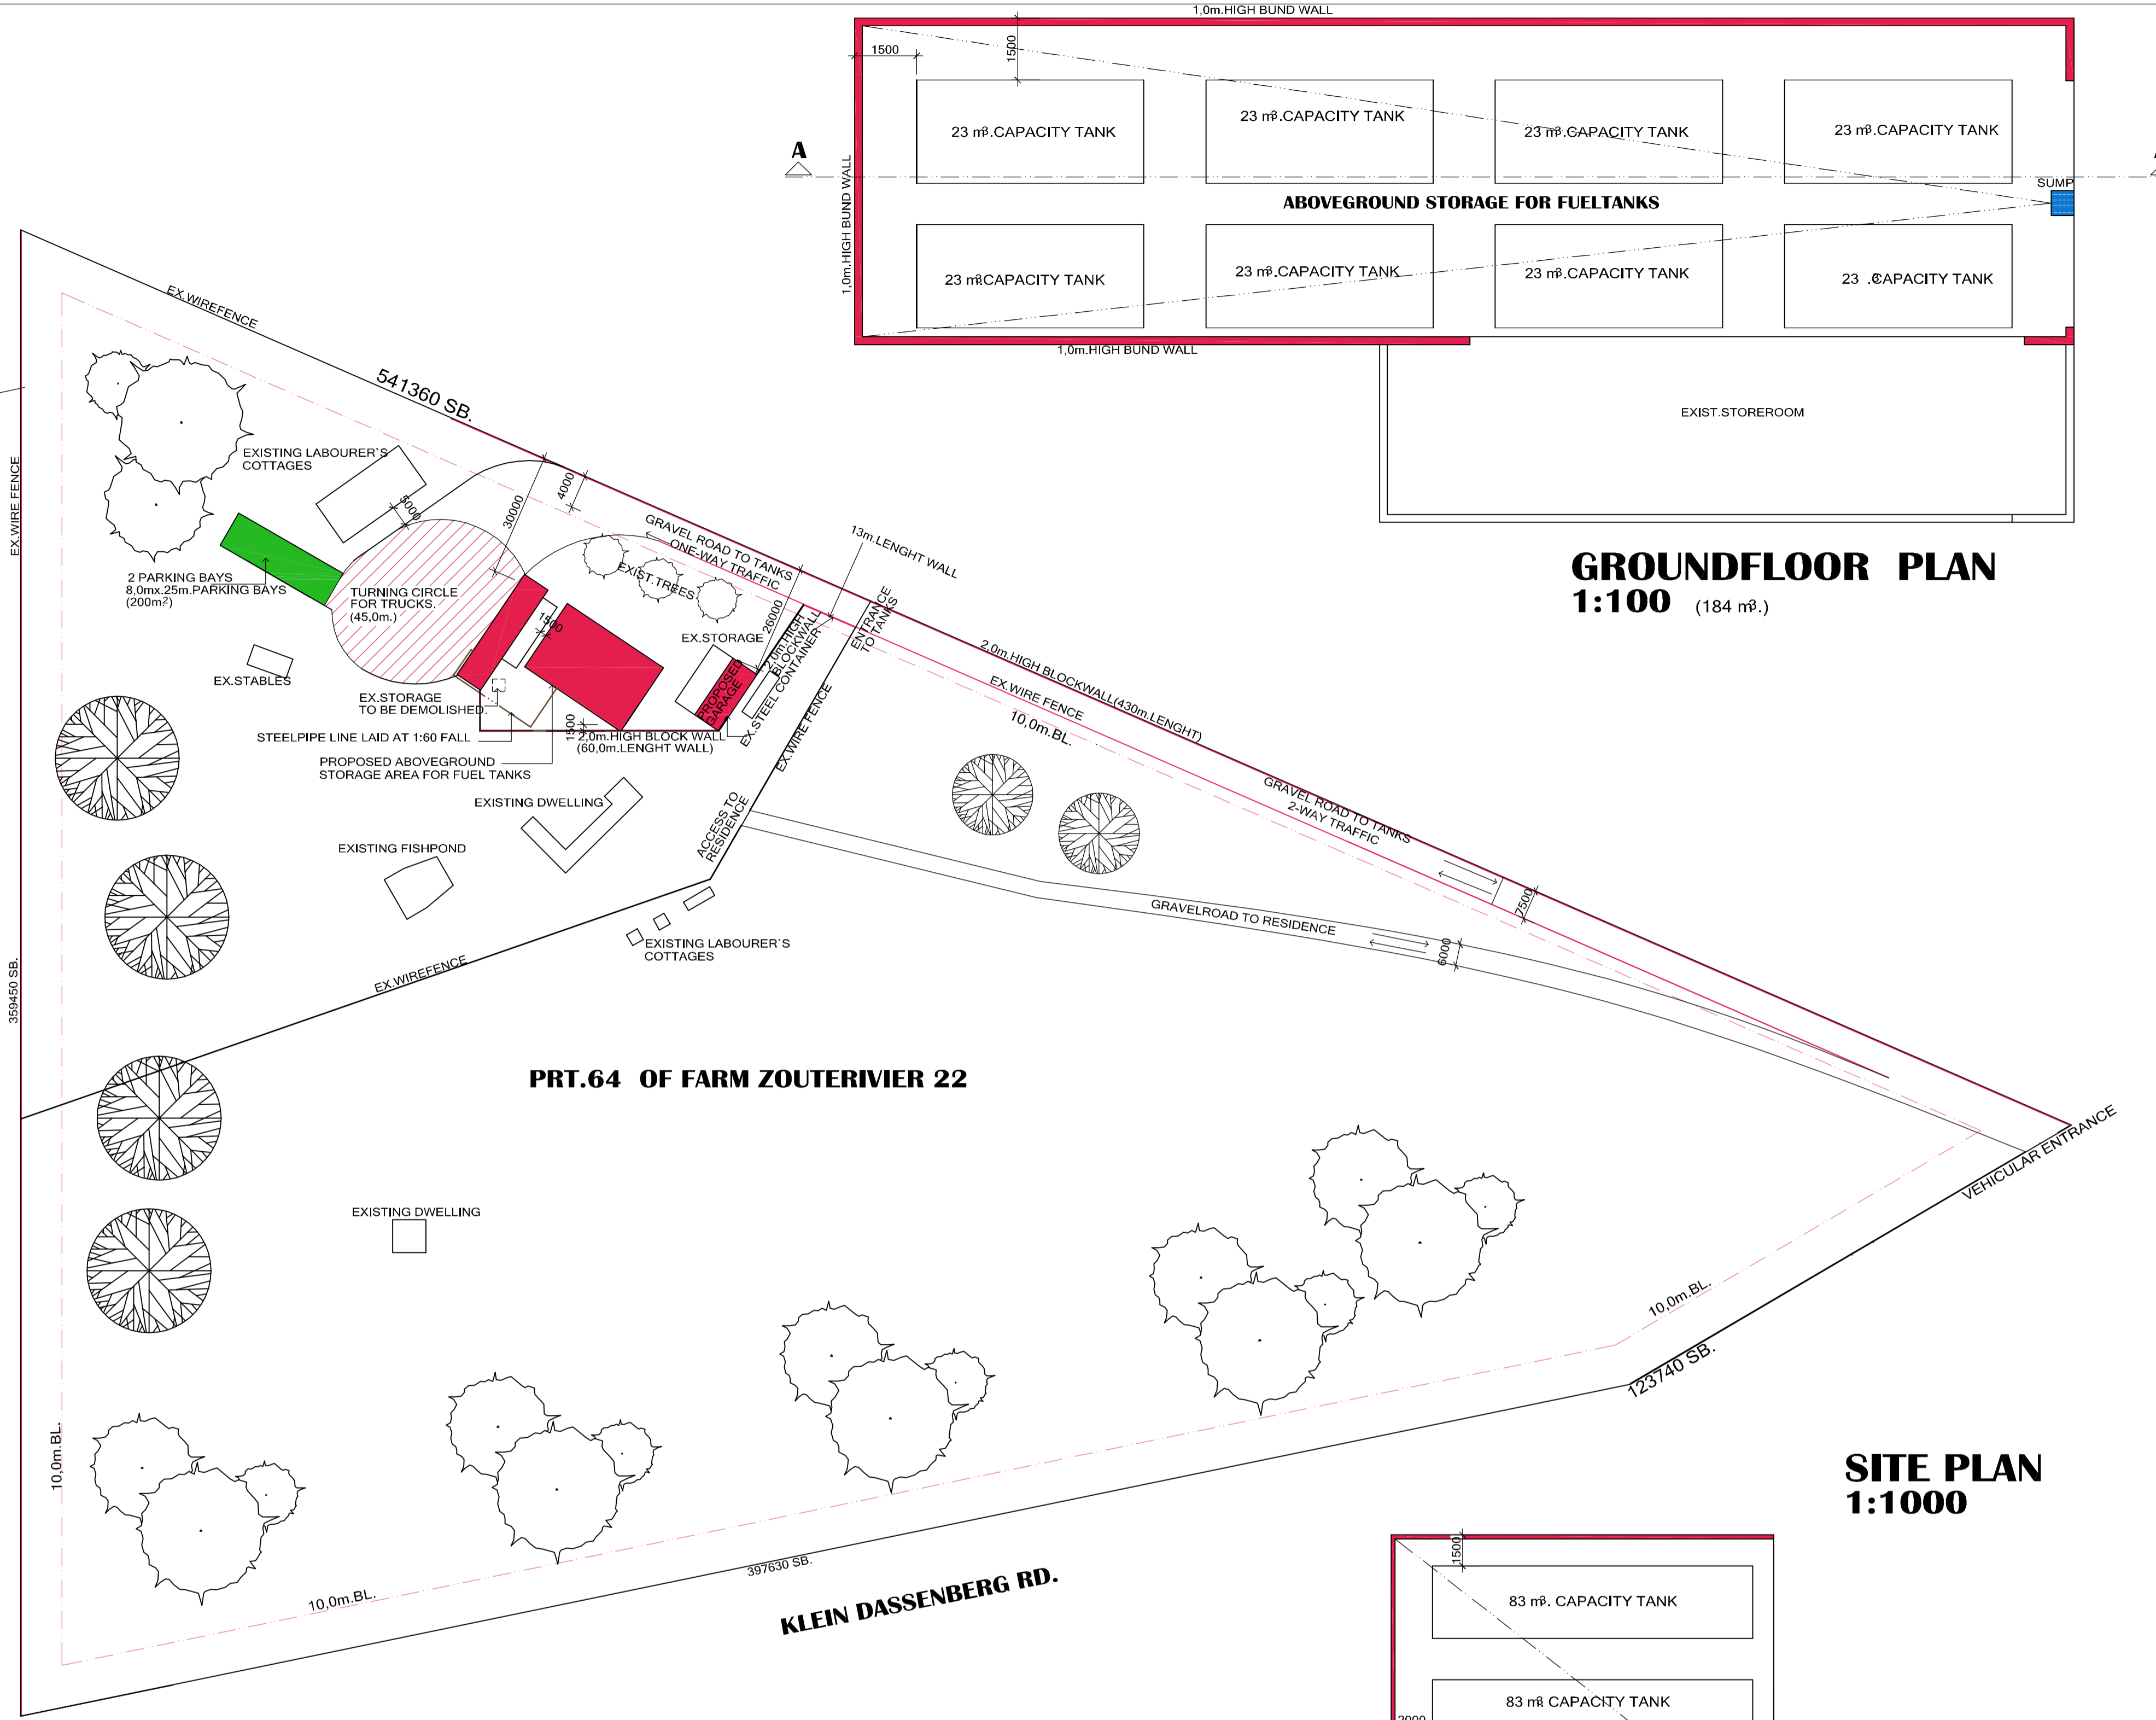 1,0m.HIGH BUND WALL
1500
1500
23 m³.CAPACITY TANK
23 m³.CAPACITY TANK
23 m³.CAPACITY TANK
23 m³.CAPACITY TANK
A
1,0m.HIGH BUND WALL
SUMP
ABOVEGROUND STORAGE FOR FUELTANKS
23 m³CAPACITY TANK
23 m³.CAPACITY TANK
23 m³.CAPACITY TANK
23 .CAPACITY TANK
1,0m.HIGH BUND WALL
EXIST.STOREROOM
GROUNDFLOOR PLAN
1:100 (184 m³.)
EX.WIREFENCE
541360 SB.
EX.WIRE FENCE
EXISTING LABOURER`S
COTTAGES
5000
30000
4000
GRAVEL ROAD TO TANKS
ONE-WAY TRAFFIC
13m.LENGHT WALL
EXIST.TREES
2 PARKING BAYS
8,0mx.25m.PARKING BAYS
(200m²)
TURNING CIRCLE
FOR TRUCKS.
(45,0m.)
1500
26000
EX.STORAGE
2,0m.HIGH
BLOCKWALL
ENTRANCE
TO TANKS
PROPOSED
GARAGE
EX.STEEL CONTAINER
EX.STABLES
EX.STORAGE
TO BE DEMOLISHED.
STEELPIPE LINE LAID AT 1:60 FALL
1500
2,0m.HIGH BLOCK WALL
(60,0m.LENGHT WALL)
PROPOSED ABOVEGROUND
STORAGE AREA FOR FUEL TANKS
EX.WIRE FENCE
2,0m.HIGH BLOCKWALL(430m.LENGHT)
EX.WIRE FENCE
10,0m.BL.
GRAVEL ROAD TO TANKS
2-WAY TRAFFIC
7500
EXISTING DWELLING
ACCESS TO
RESIDENCE
EXISTING FISHPOND
GRAVELROAD TO RESIDENCE
6000
EXISTING LABOURER`S
COTTAGES
EX.WIREFENCE
359450 SB.
PRT.64 OF FARM ZOUTERIVIER 22
VEHICULAR ENTRANCE
EXISTING DWELLING
10,0m.BL.
123740 SB.
10,0m.BL.
SITE PLAN
1:1000
397630 SB.
10,0m.BL.
KLEIN DASSENBERG RD.
1500
83 m³. CAPACITY TANK
83 m³ CAPACITY TANK